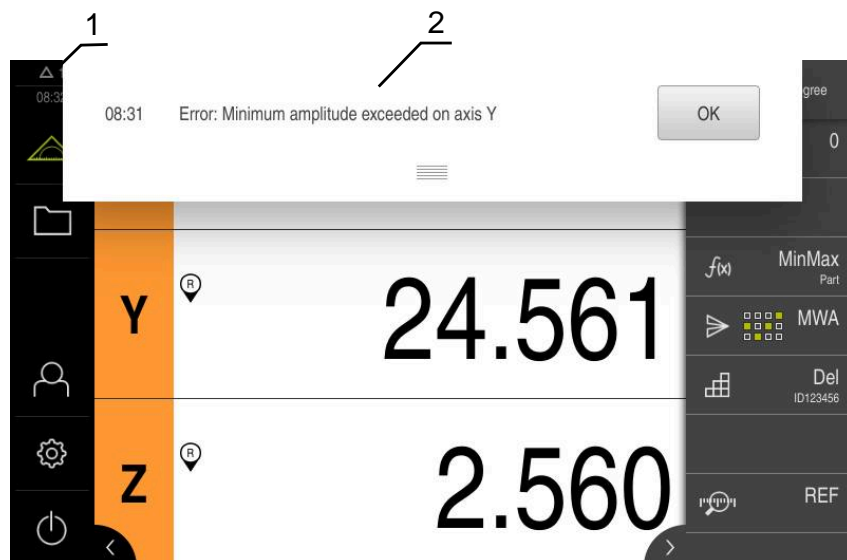 1
2
08:31 Error: Minimum amplitude exceeded on axis Y OK
0
MinMax
Part
Y R 24.561
MWA
Del
ID123456
Z R 2.560
REF